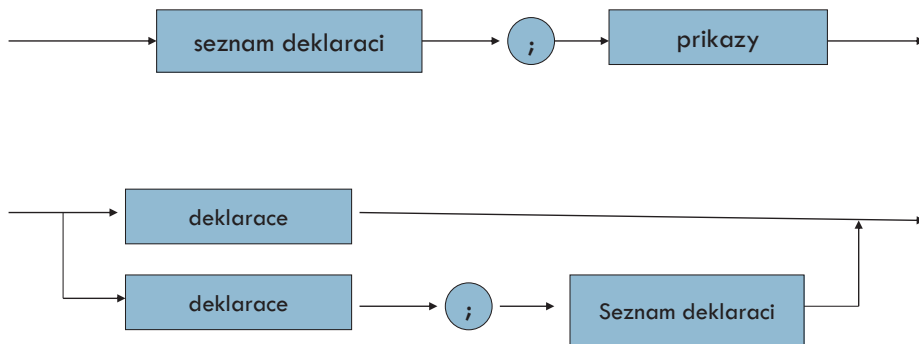 seznam deklaraci ; prikazy
deklarace
deklarace ; Seznam deklaraci